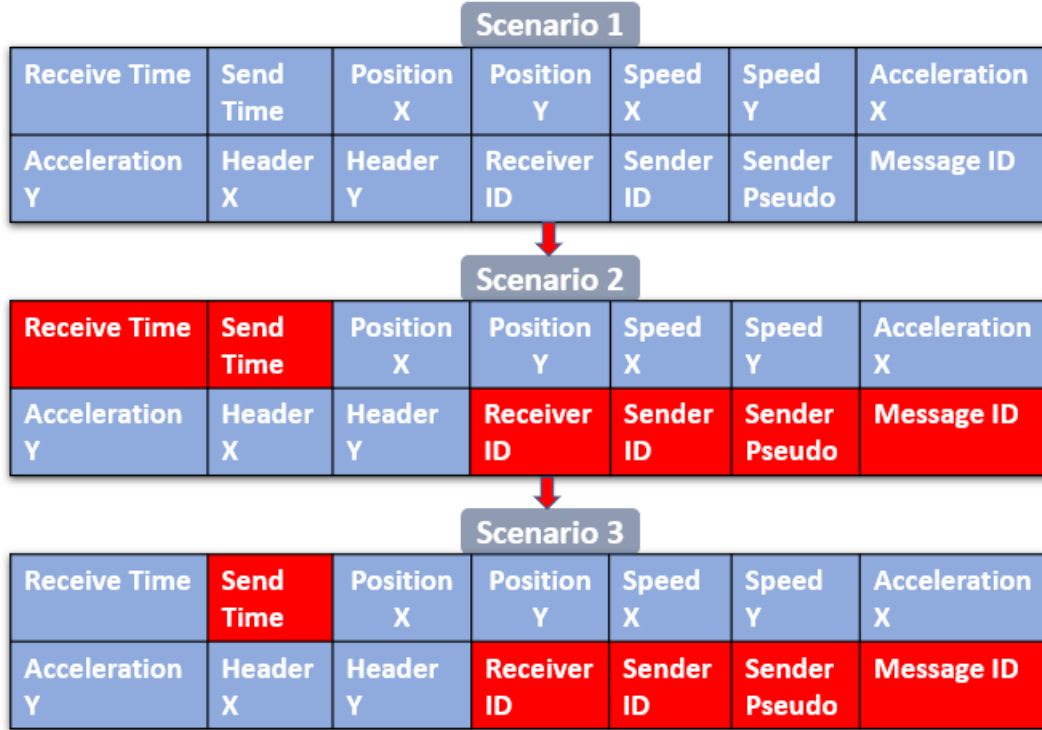 Scenario 1
Receive Time Send Position Position Speed Speed Acceleration
Time X Y X Y X
Acceleration Header Header Receiver Sender Sender Message ID
Y X Y ID ID Pseudo
Scenario 2
Receive Time Send Position Position Speed Speed Acceleration
Time X Y X Y X
Acceleration Header Header Receiver Sender Sender Message ID
Y X Y ID ID Pseudo
Scenario 3
Receive Time Send Position Position Speed Speed Acceleration
Time X Y X Y X
Acceleration Header Header Receiver Sender Sender Message ID
Y X Y ID ID Pseudo